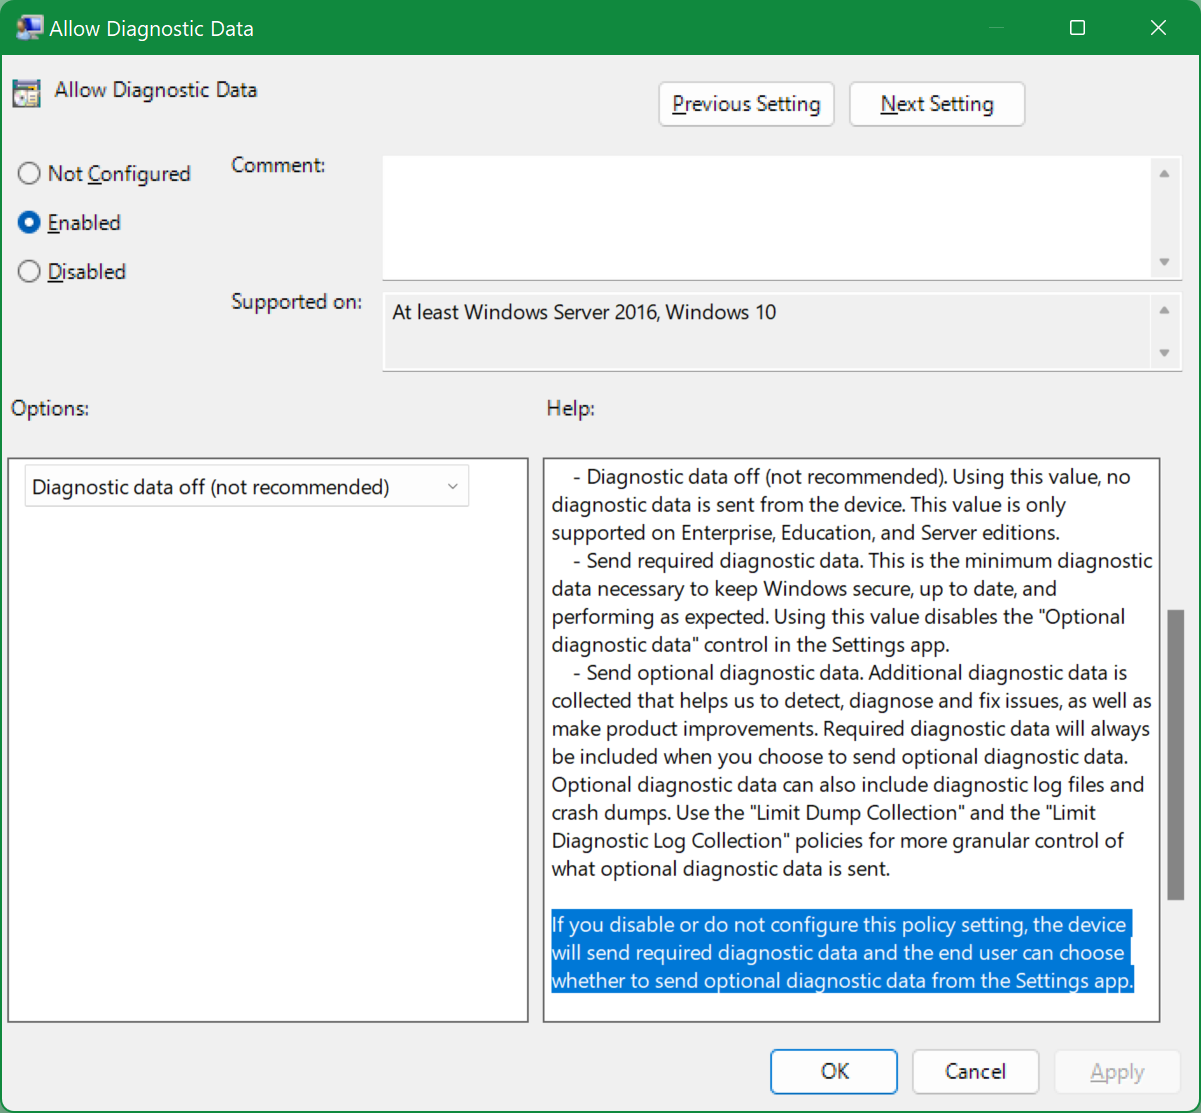 Allow Diagnostic Data
Allow Diagnostic Data
Previous Setting
Next Setting
Not Configured
Enabled
Disabled
Comment:
Supported on:
At least Windows Server 2016, Windows 10
Options:
Help:
Diagnostic data off (not recommended)
- Diagnostic data off (not recommended). Using this value, no
diagnostic data is sent from the device. This value is only
supported on Enterprise, Education, and Server editions.
- Send required diagnostic data. This is the minimum diagnostic
data necessary to keep Windows secure, up to date, and
performing as expected. Using this value disables the "Optional
diagnostic data" control in the Settings app.
- Send optional diagnostic data. Additional diagnostic data is
collected that helps us to detect, diagnose and fix issues, as well as
make product improvements. Required diagnostic data will always
be included when you choose to send optional diagnostic data.
Optional diagnostic data can also include diagnostic log files and
crash dumps. Use the "Limit Dump Collection" and the "Limit
Diagnostic Log Collection" policies for more granular control of
what optional diagnostic data is sent.
If you disable or do not configure this policy setting, the device
will send required diagnostic data and the end user can choose
whether to send optional diagnostic data from the Settings app.
OK
Cancel
Apply